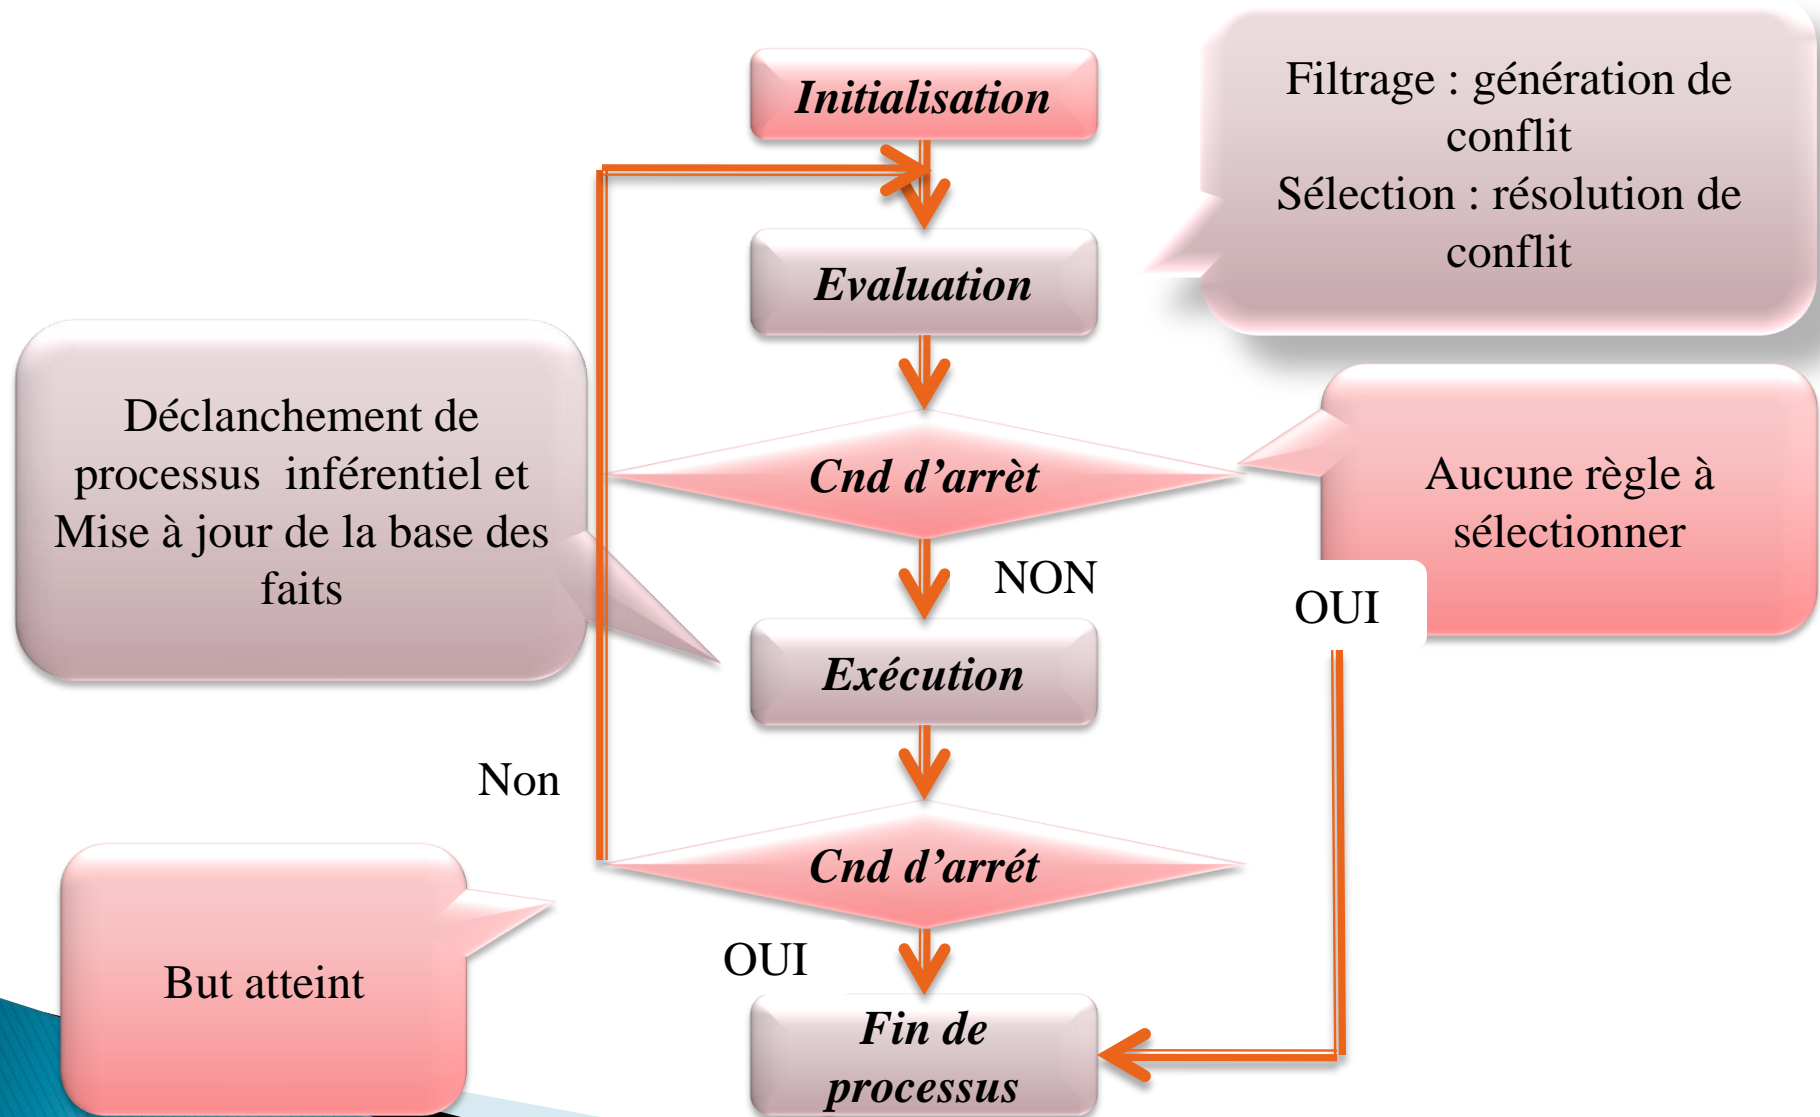 Initialisation
Filtrage : génération de
conflit
Sélection : résolution de
conflit
Evaluation
Déclanchement de
processus inférentiel et
Mise à jour de la base des
faits
Cnd d’arrèt
Aucune règle à
sélectionner
NON
OUI
Exécution
Non
Cnd d’arrét
But atteint
OUI
Fin de
processus